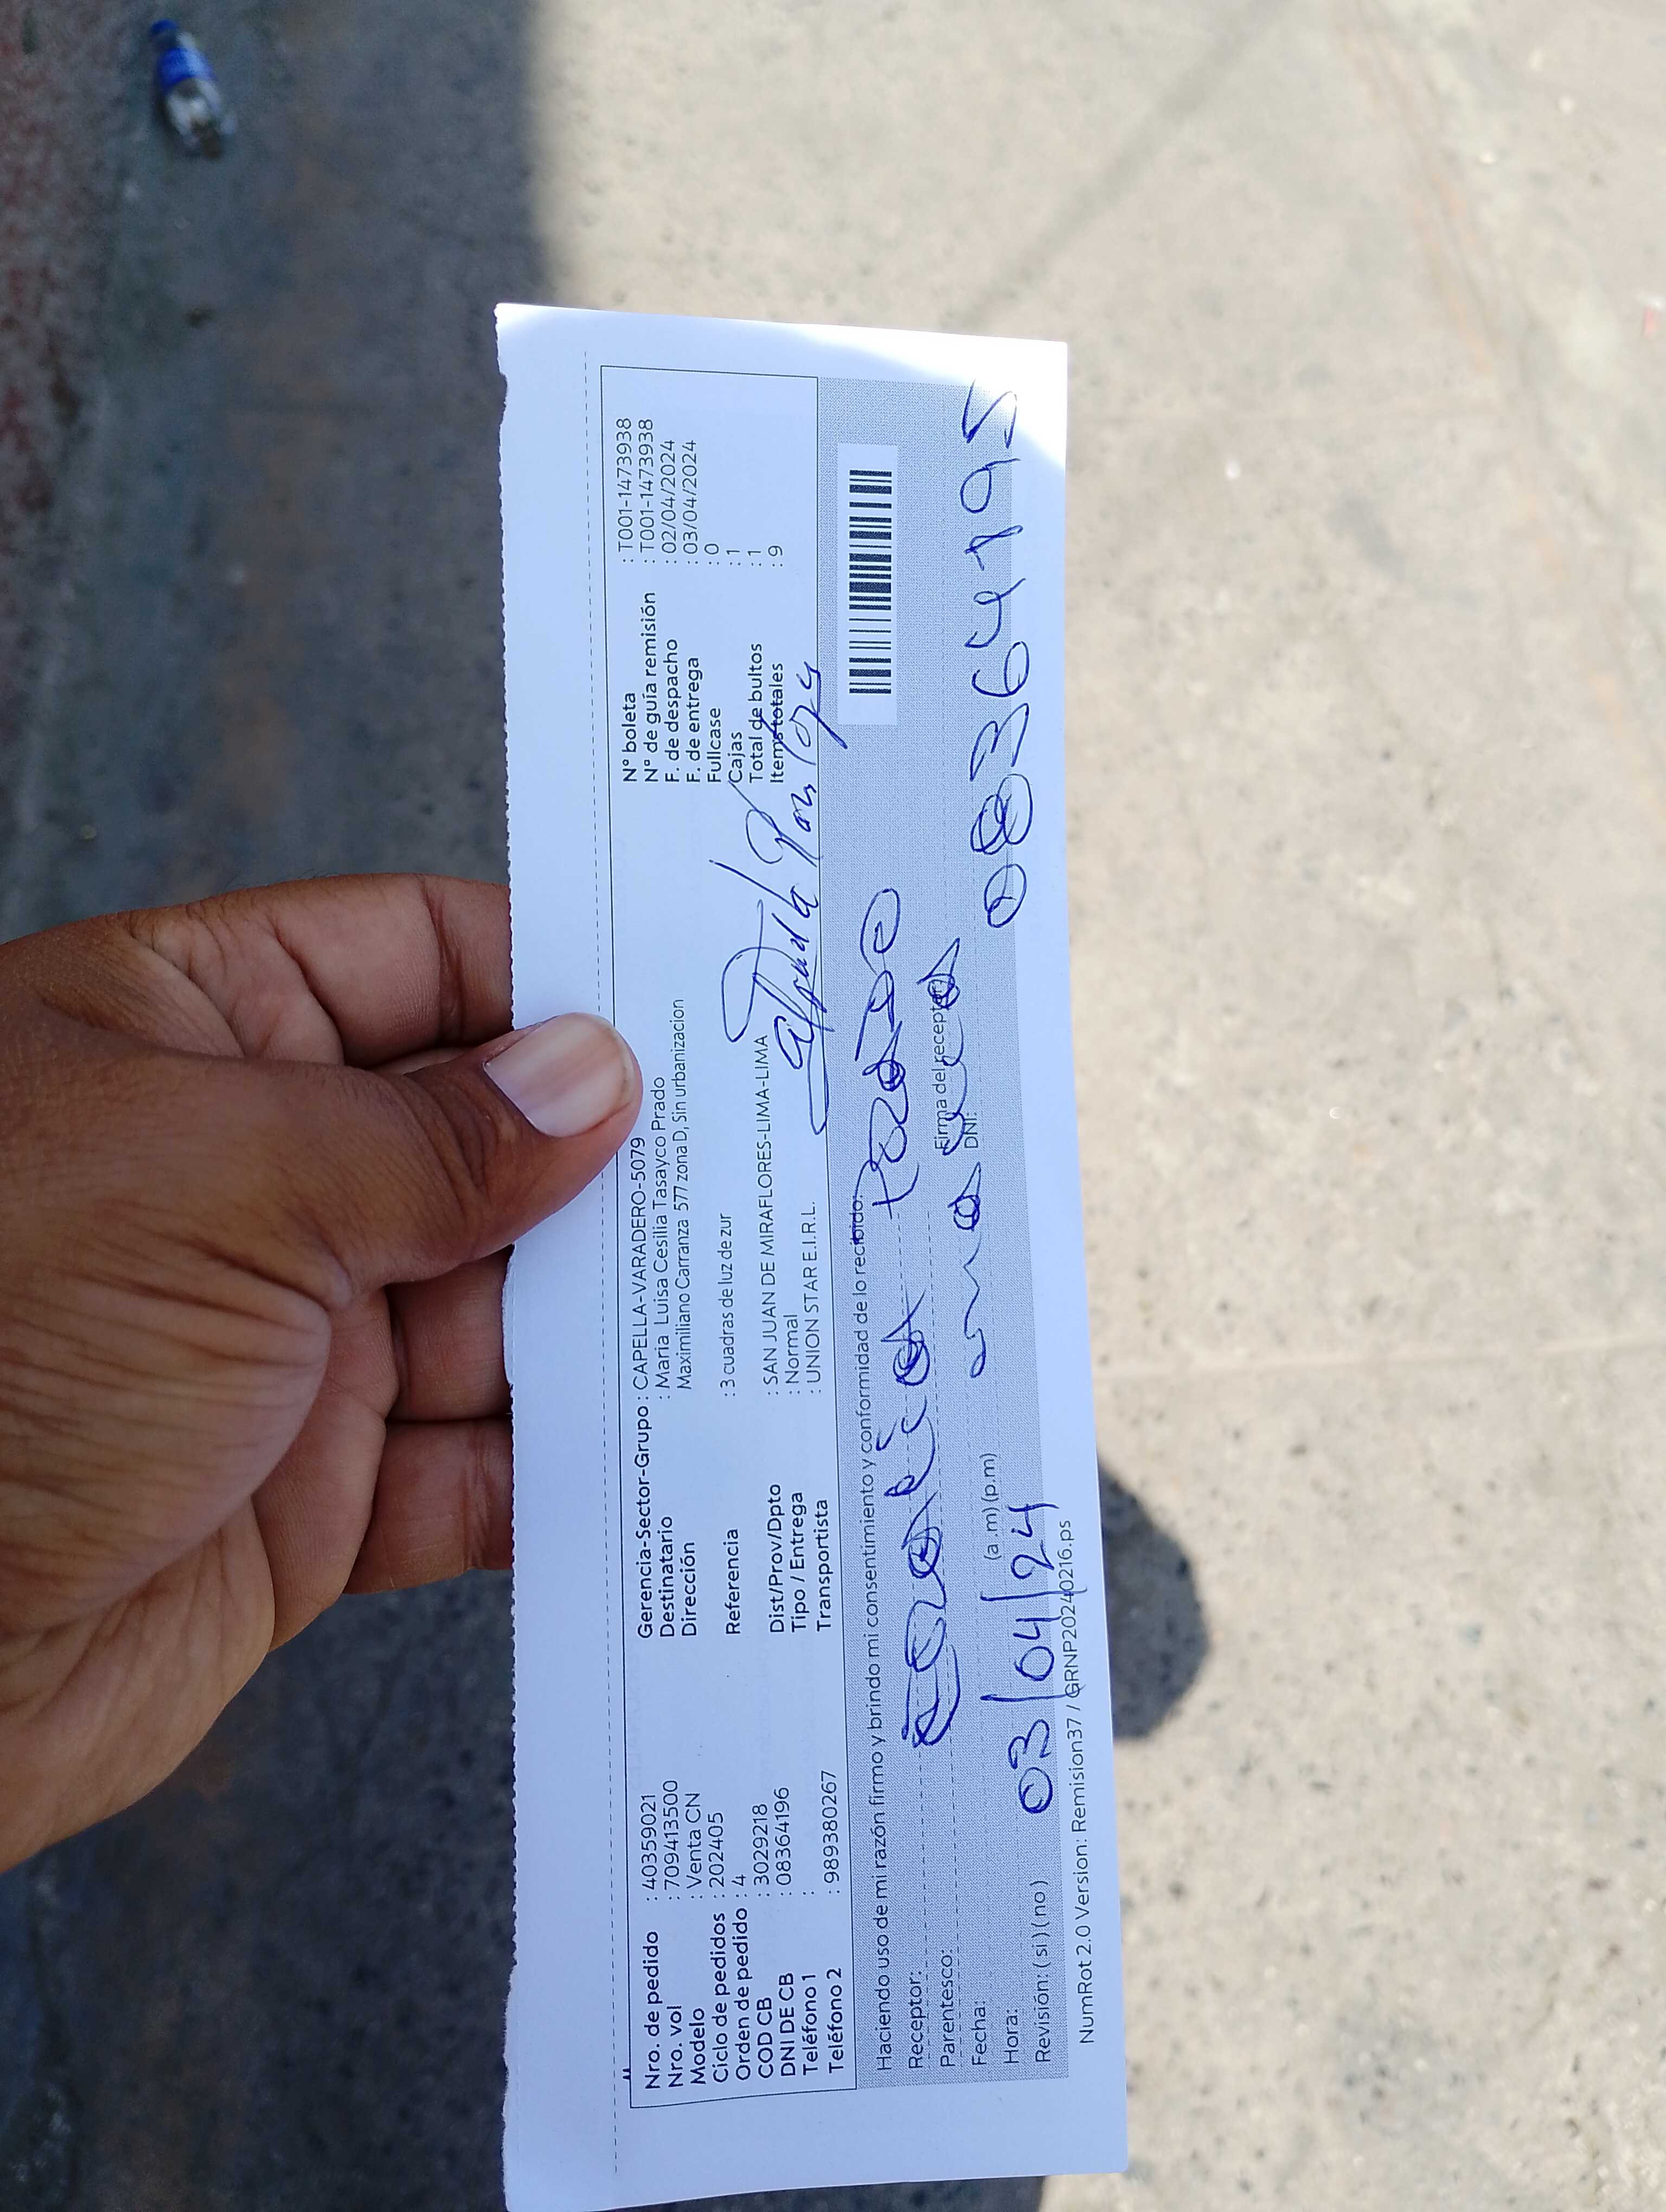 Nro. de pedido : 40359021
Nro. vol : 709413500
Modelo : Venta CN
Ciclo de pedidos : 202405
Orden de pedido : 4
COD CB : 3029218
DNI DE CB : 08364196
Teléfono 1 :
Teléfono 2 : 989380267
Gerencia-Sector-Grupo : CAPELLA-VARADERO-5079
Destinatario : Maria Luisa Cesilia Tasayco Prado
Dirección Maximiliano Carranza 577 zona D, Sin urbanizacion
Referencia : 3 cuadras de luz de zur
Dist/Prov/Dpto : SAN JUAN DE MIRAFLORES-LIMA-LIMA
Tipo / Entrega : Normal
Transportista : UNION STAR E.I.R.L.
N° boleta : T001-1473938
N° de guía remisión : T001-1473938
F. de despacho : 02/04/2024
F. de entrega : 03/04/2024
Fullcase : 0
Cajas : 1
Total de bultos : 1
Items totales : 9
Haciendo uso de mi razón firmo y brindo mi consentimiento y conformidad de lo recibido:
Receptor:
Parentesco:
Fecha:
Hora: (a.m) (p.m)
03/04/24
Revisión: (si) (no)
Firma del receptor
DNI:
NumRot 2.0 Version: Remision37 / GRNP20240216.ps